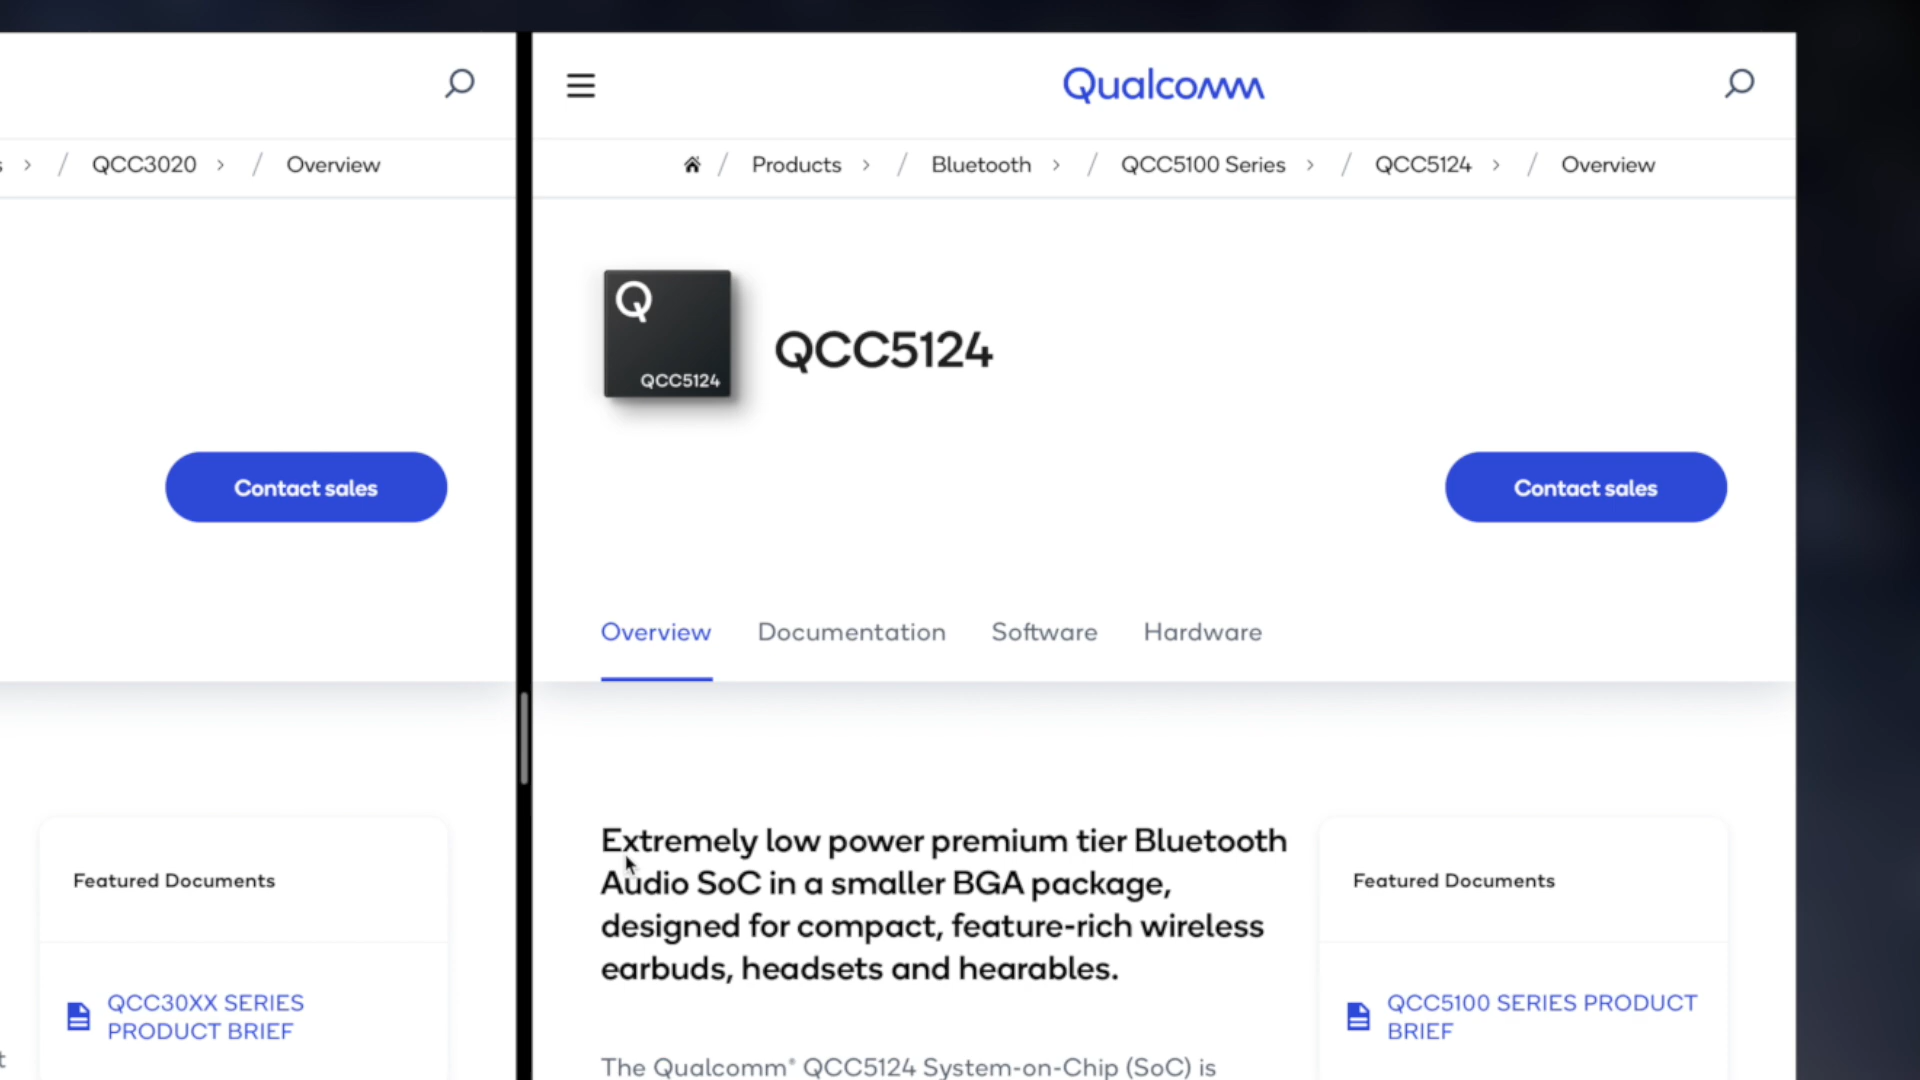 QCC3020 > / Overview
Contact sales
Featured Documents
QCC30XX SERIES
PRODUCT BRIEF
Qualcomm
/ Products > / Bluetooth > / QCC5100 Series > / QCC5124 > / Overview
Q
QCC5124
QCC5124
Contact sales
Overview Documentation Software Hardware
Extremely low power premium tier Bluetooth
Audio SoC in a smaller BGA package,
designed for compact, feature-rich wireless
earbuds, headsets and hearables.
The Qualcomm® QCC5124 System-on-Chip (SoC) is
Featured Documents
QCC5100 SERIES PRODUCT
BRIEF